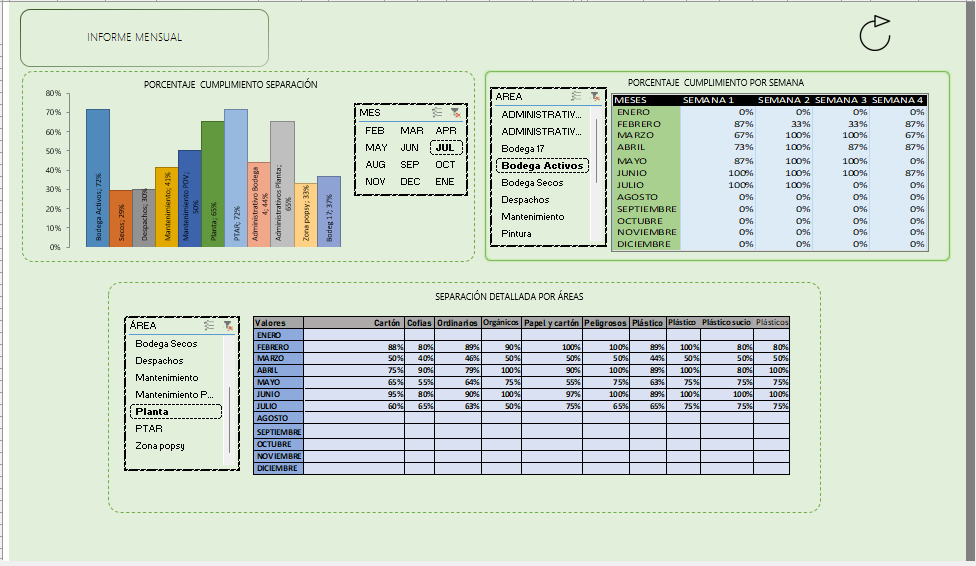 INFORME MENSUAL
PORCENTAJE CUMPLIMIENTO SEPARACIÓN
80%
70%
60%
50%
40%
30%
20%
10%
0%
Bodega Activos; 72%
Secos; 29%
Despachos; 30%
Mantenimiento; 41%
Mantenimiento PDV;
50%
Planta; 65%
PTAR; 72%
Administrativo Bodega
4; 44%
Administrativos Planta;
65%
Zona popsy; 33%
Bodeg 17; 37%
MES
FEB MAR APR
MAY JUN JUL
AUG SEP OCT
NOV DEC ENE
PORCENTAJE CUMPLIMIENTO POR SEMANA
AREA
ADMINISTRATIV...
ADMINISTRATIV...
Bodega 17
Bodega Activos
Bodega Secos
Despachos
Mantenimiento
Pintura
MESES SEMANA 1 SEMANA 2 SEMANA 3 SEMANA 4
ENERO 0% 0% 0% 0%
FEBRERO 87% 33% 33% 87%
MARZO 67% 100% 100% 67%
ABRIL 73% 100% 87% 87%
MAYO 87% 100% 100% 0%
JUNIO 100% 100% 100% 87%
JULIO 100% 100% 0% 0%
AGOSTO 0% 0% 0% 0%
SEPTIEMBRE 0% 0% 0% 0%
OCTUBRE 0% 0% 0% 0%
NOVIEMBRE 0% 0% 0% 0%
DICIEMBRE 0% 0% 0% 0%
SEPARACIÓN DETALLADA POR ÁREAS
ÁREA
Bodega Secos
Despachos
Mantenimiento
Mantenimiento P...
Planta
PTAR
Zona popsy
Valores Cartón Cofias Ordinarios Orgánicos Papel y cartón Peligrosos Plástico Plástico Plástico sucio Plásticos
ENERO
FEBRERO 88% 80% 89% 90% 100% 100% 89% 100% 80% 80%
MARZO 50% 40% 46% 50% 50% 50% 44% 50% 50% 50%
ABRIL 75% 90% 79% 100% 90% 100% 89% 100% 80% 100%
MAYO 65% 55% 64% 75% 55% 75% 63% 75% 75% 75%
JUNIO 95% 80% 90% 100% 97% 100% 89% 100% 100% 100%
JULIO 60% 65% 63% 50% 75% 65% 65% 75% 75% 75%
AGOSTO
SEPTIEMBRE
OCTUBRE
NOVIEMBRE
DICIEMBRE